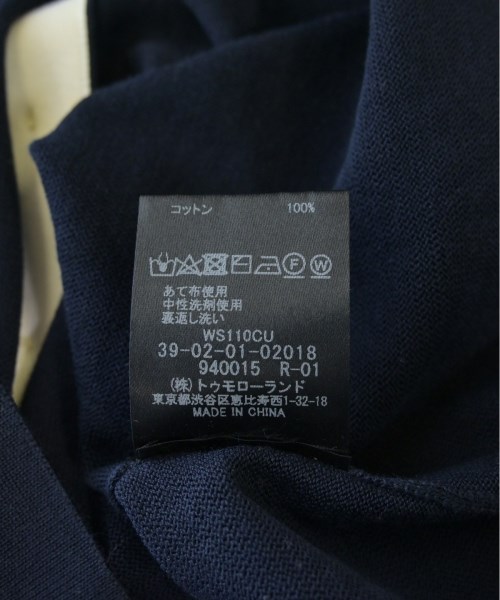 コットン 100%
F W
あて布使用
中性洗剤使用
裏返し洗い
WS110CU
39-02-01-02018
940015 R-01
(株)トゥモローランド
東京都渋谷区恵比寿西1-32-18
MADE IN CHINA